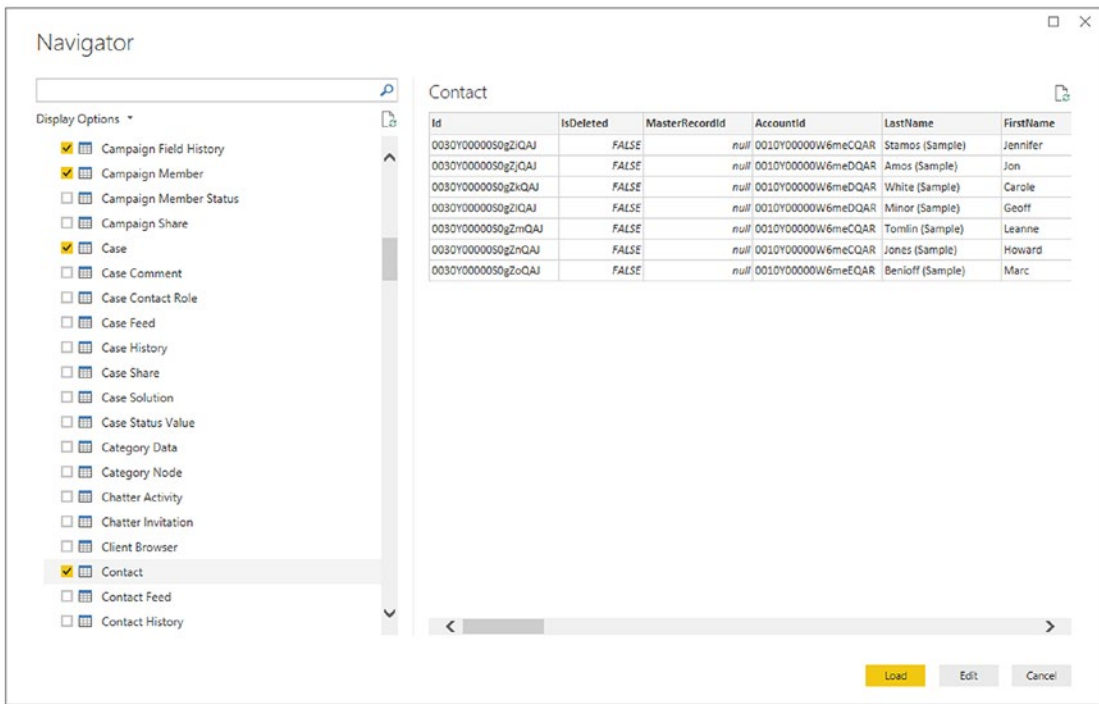 Navigator
Display Options
Campaign Field History
Campaign Member
Campaign Member Status
Campaign Share
Case
Case Comment
Case Contact Role
Case Feed
Case History
Case Share
Case Solution
Case Status Value
Category Data
Category Node
Chatter Activity
Chatter Invitation
Client Browser
Contact
Contact Feed
Contact History
Contact
Id IsDeleted MasterRecordId AccountId LastName FirstName
0030Y00000S0gZiQAJ FALSE null 0010Y00000W6meCQAR Stamos (Sample) Jennifer
0030Y00000S0gZjQAJ FALSE null 0010Y00000W6meDQAR Amos (Sample) Jon
0030Y00000S0gZkQAJ FALSE null 0010Y00000W6meDQAR White (Sample) Carole
0030Y00000S0gZlQAJ FALSE null 0010Y00000W6meDQAR Minor (Sample) Geoff
0030Y00000S0gZmQAJ FALSE null 0010Y00000W6meCQAR Tomlin (Sample) Leanne
0030Y00000S0gZnQAJ FALSE null 0010Y00000W6meCQAR Jones (Sample) Howard
0030Y00000S0gZoQAJ FALSE null 0010Y00000W6meEQAR Benioff (Sample) Marc
Load Edit Cancel